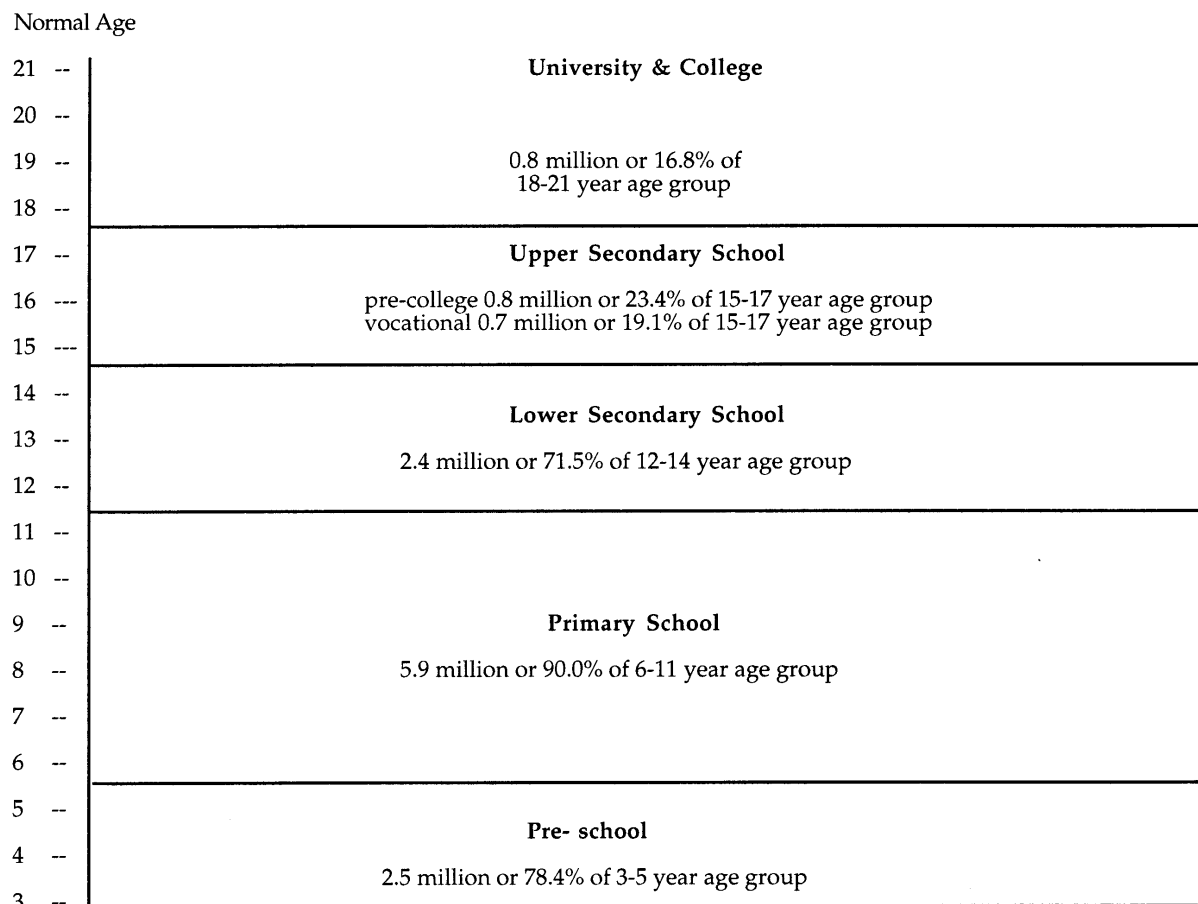 Normal Age
21 --
University & College
20 --
19 --
0.8 million or 16.8% of
18-21 year age group
18 --
17 --
Upper Secondary School
16 ---
pre-college 0.8 million or 23.4% of 15-17 year age group
vocational 0.7 million or 19.1% of 15-17 year age group
15 ---
14 --
Lower Secondary School
13 --
2.4 million or 71.5% of 12-14 year age group
12 --
11 --
10 --
9 --
Primary School
8 --
5.9 million or 90.0% of 6-11 year age group
7 --
6 --
5 --
Pre- school
4 --
2.5 million or 78.4% of 3-5 year age group
3 --